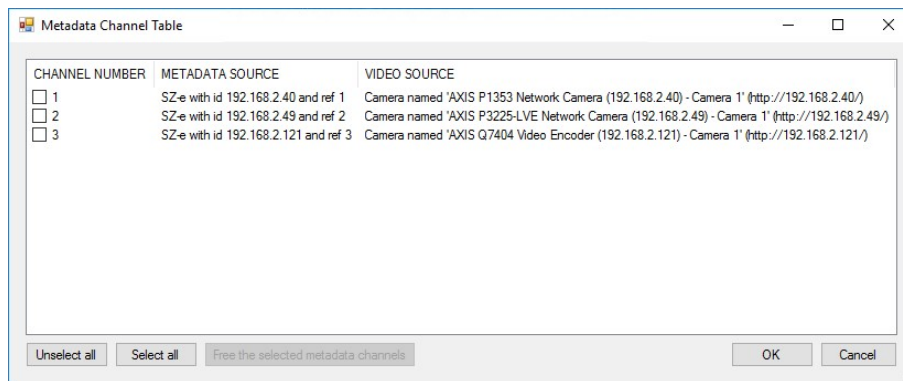 Metadata Channel Table
CHANNEL NUMBER METADATA SOURCE VIDEO SOURCE
1 SZ-e with id 192.168.2.40 and ref 1 Camera named 'AXIS P1353 Network Camera (192.168.2.40) - Camera 1' (http://192.168.2.40/)
2 SZ-e with id 192.168.2.49 and ref 2 Camera named 'AXIS P3225-LVE Network Camera (192.168.2.49) - Camera 1' (http://192.168.2.49/)
3 SZ-e with id 192.168.2.121 and ref 3 Camera named 'AXIS Q7404 Video Encoder (192.168.2.121) - Camera 1' (http://192.168.2.121/)
Unselect all Select all Free the selected metadata channels OK Cancel